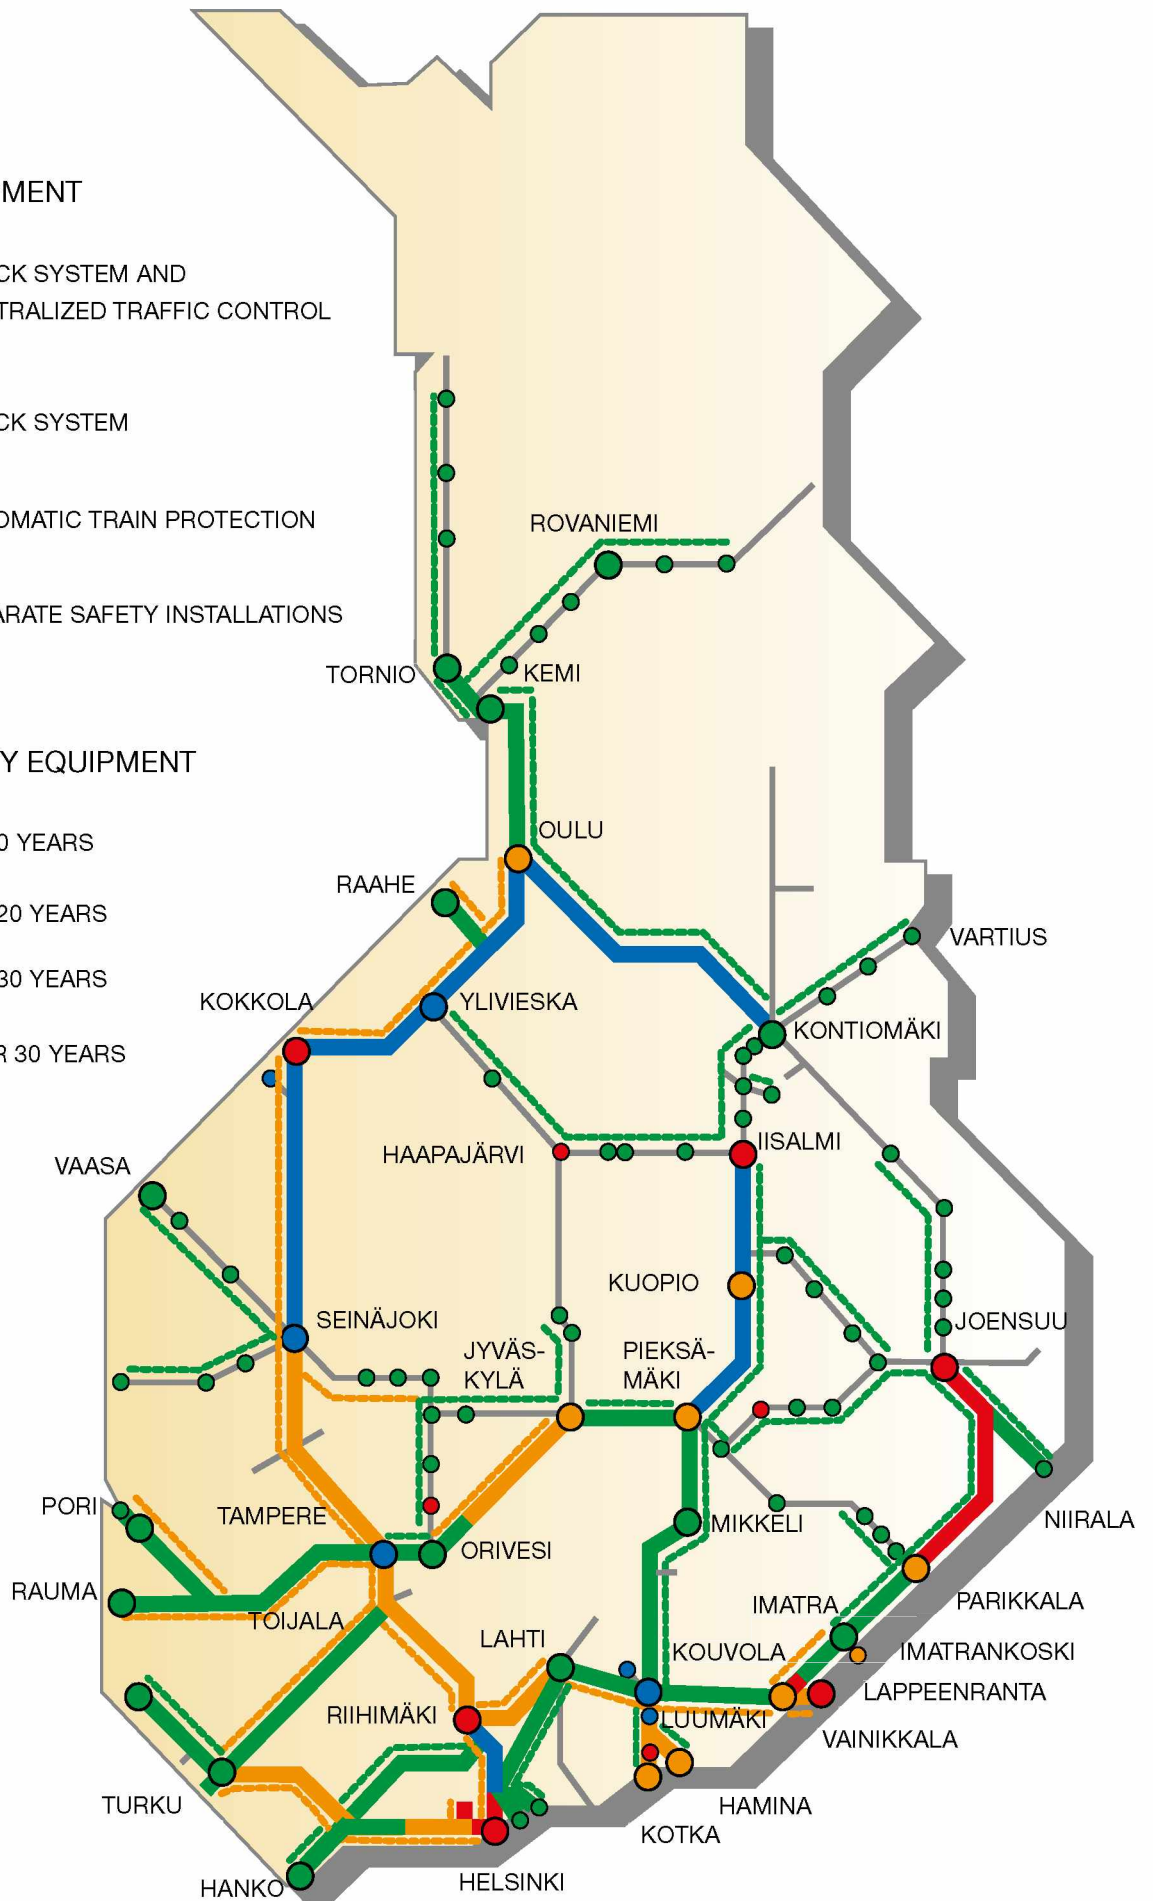 MENT
CK SYSTEM AND
TRALIZED TRAFFIC CONTROL
CK SYSTEM
OMATIC TRAIN PROTECTION
ARATE SAFETY INSTALLATIONS
Y EQUIPMENT
0 YEARS
20 YEARS
30 YEARS
R 30 YEARS
ROVANIEMI
TORNIO
KEMI
OULU
RAAHE
VARTIUS
KOKKOLA
YLIVIESKA
KONTIOMÄKI
HAAPAJÄRVI
IISALMI
VAASA
KUOPIO
SEINÄJOKI
JOENSUU
JYVÄS-
KYLÄ
PIEKSÄ-
MÄKI
PORI
TAMPERE
MIKKELI
NIIRALA
ORIVESI
RAUMA
TOIJALA
IMATRA
PARIKKALA
LAHTI
KOUVOLA
IMATRANKOSKI
LAPPEENRANTA
RIIHIMÄKI
LUUMÄKI
VAINIKKALA
TURKU
HAMINA
KOTKA
HELSINKI
HANKO